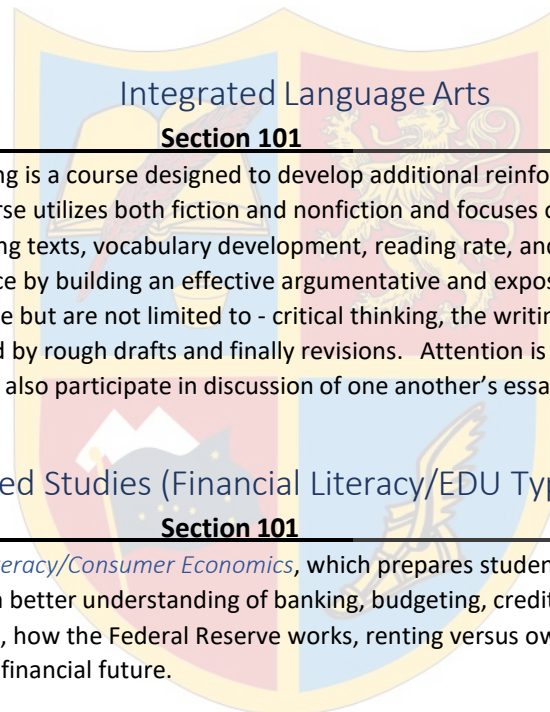 Integrated Language Arts
Section 101
ng is a course designed to develop additional reinfo
rse utilizes both fiction and nonfiction and focuses
ng texts, vocabulary development, reading rate, and
ce by building an effective argumentative and expos
e but are not limited to - critical thinking, the writin
d by rough drafts and finally revisions. Attention is
also participate in discussion of one another's essa
ed Studies (Financial Literacy/EDU Typ
Section 101
eracy/Consumer Economics, which prepares studen
better understanding of banking, budgeting, credit
, how the Federal Reserve works, renting versus ow
financial future.